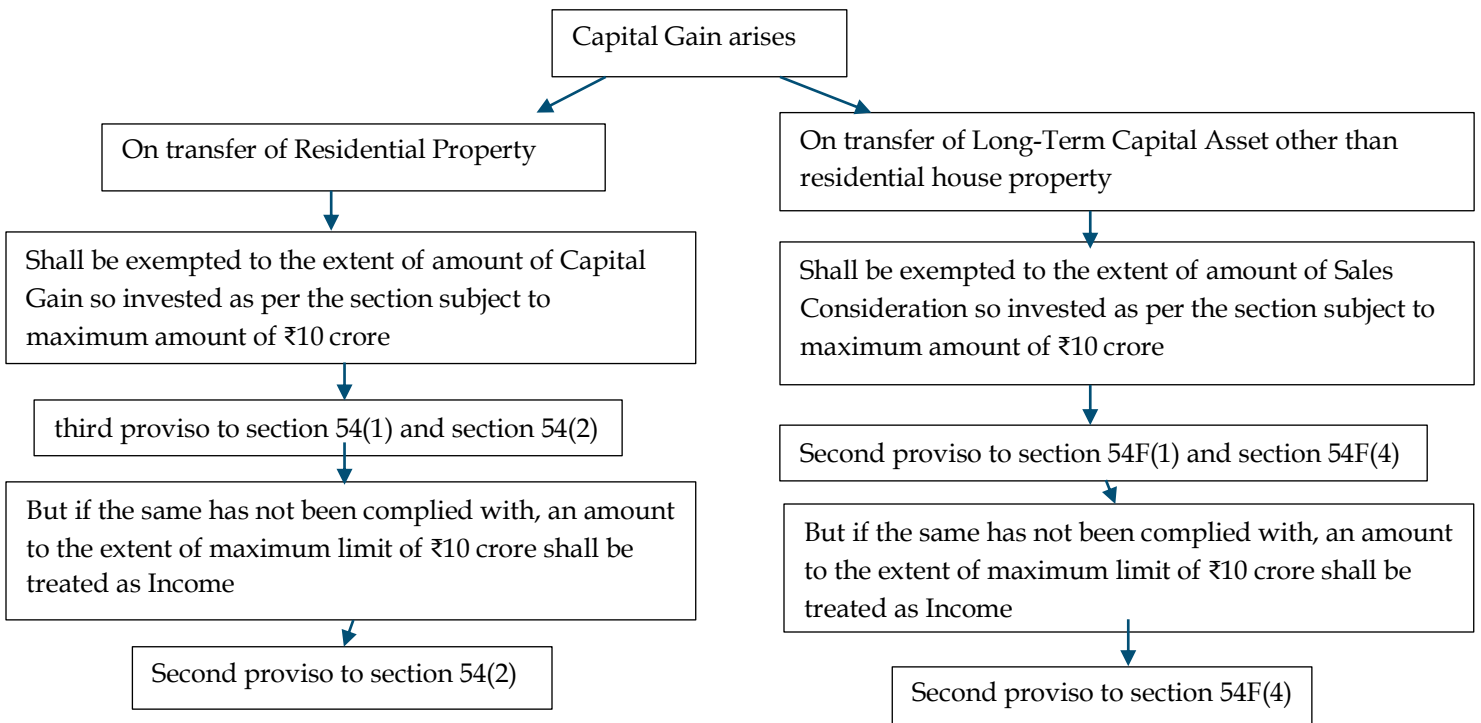 Capital Gain arises
On transfer of Residential Property
Shall be exempted to the extent of amount of Capital
Gain so invested as per the section subject to
maximum amount of ₹10 crore
third proviso to section 54(1) and section 54(2)
But if the same has not been complied with, an amount
to the extent of maximum limit of ₹10 crore shall be
treated as Income
Second proviso to section 54(2)
On transfer of Long-Term Capital Asset other than
residential house property
Shall be exempted to the extent of amount of Sales
Consideration so invested as per the section subject to
maximum amount of ₹10 crore
Second proviso to section 54F(1) and section 54F(4)
But if the same has not been complied with, an amount
to the extent of maximum limit of ₹10 crore shall be
treated as Income
Second proviso to section 54F(4)